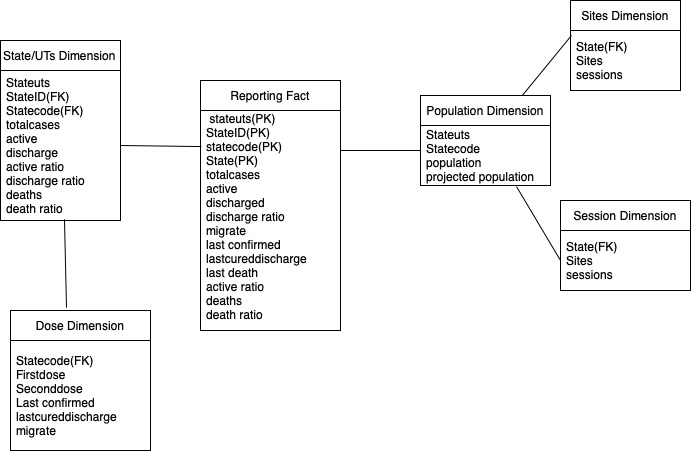 Sites Dimension
State(FK)
Sites
sessions
State/UTs Dimension
Stateuts
StateID(FK)
Statecode(FK)
totalcases
active
discharge
active ratio
discharge ratio
deaths
death ratio
Reporting Fact
stateuts(PK)
StateID(PK)
statecode(PK)
State(PK)
totalcases
active
discharged
discharge ratio
migrate
last confirmed
lastcureddischarge
last death
active ratio
deaths
death ratio
Population Dimension
Stateuts
Statecode
population
projected population
Session Dimension
State(FK)
Sites
sessions
Dose Dimension
Statecode(FK)
Firstdose
Seconddose
Last confirmed
lastcureddischarge
migrate